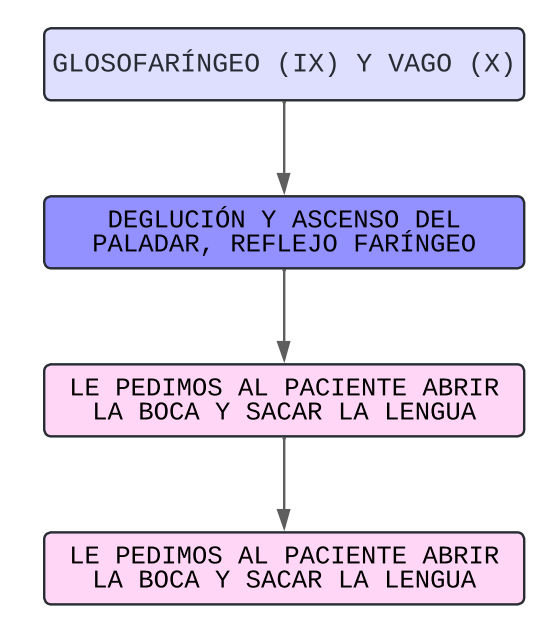 GLOSOFARÍNGEO (IX) Y VAGO (X)
DEGLUCIÓN Y ASCENSO DEL
PALADAR, REFLEJO FARÍNGEO
LE PEDIMOS AL PACIENTE ABRIR
LA BOCA Y SACAR LA LENGUA
LE PEDIMOS AL PACIENTE ABRIR
LA BOCA Y SACAR LA LENGUA